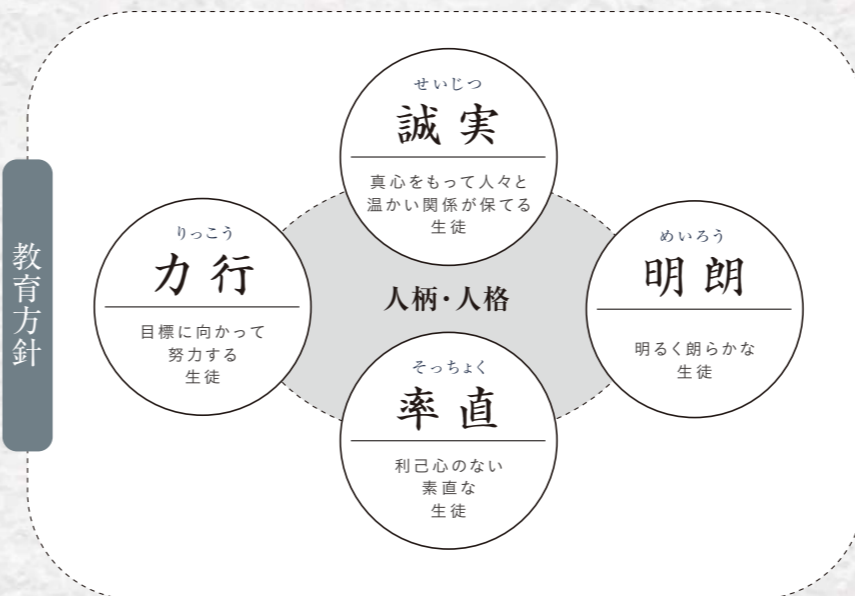 教育方針
せいじつ
誠実
真心をもって人々と
温かい関係が保てる
生徒
りっこう
力行
目標に向かって
努力する
生徒
人柄・人格
めいろう
明朗
明るく朗らかな
生徒
そっちょく
率直
利己心のない
素直な
生徒